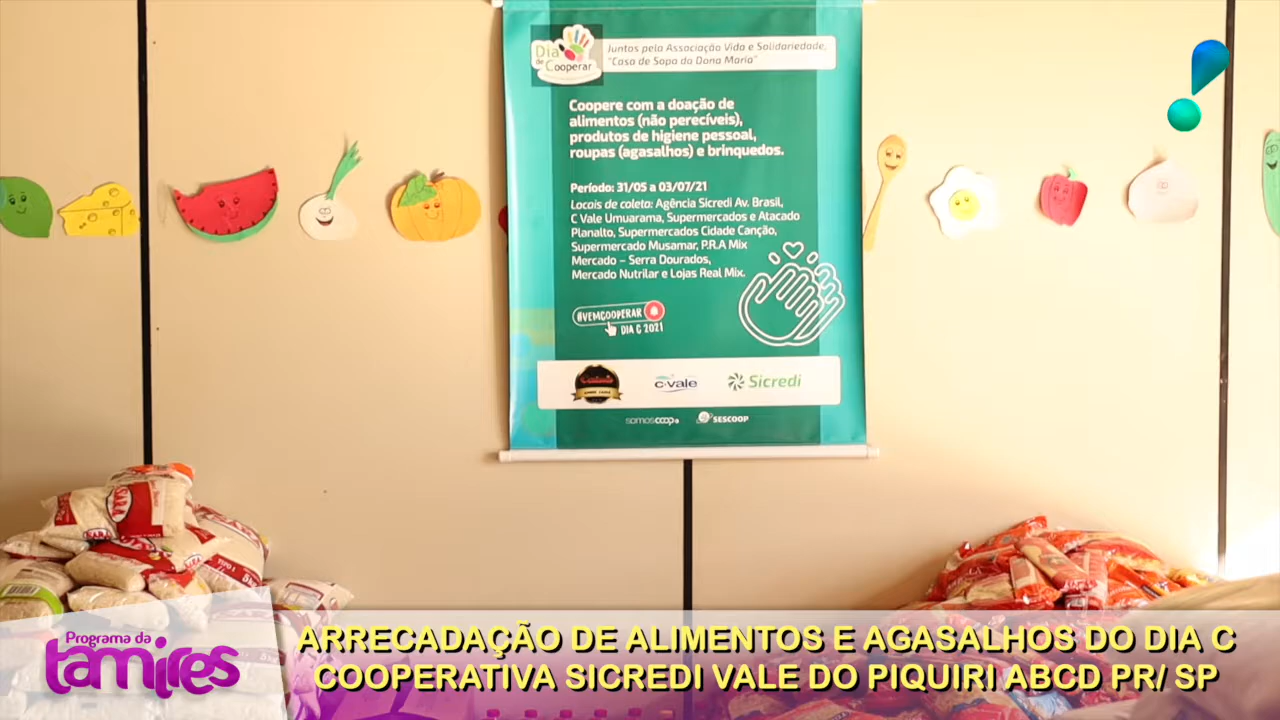 Dia
de Cooperar
Juntos pela Associação Vida e Solidariedade,
"Casa de Sopa da Dona Maria"
Coopere com a doação de
alimentos (não perecíveis),
produtos de higiene pessoal,
roupas (agasalhos) e brinquedos.
Período: 31/05 a 03/07/21
Locais de coleta: Agência Sicredi Av. Brasil,
C Vale Umuarama, Supermercados e Atacado
Planalto, Supermercados Cidade Canção,
Supermercado Musamar, P.R.A Mix
Mercado – Serra Dourados,
Mercado Nutrilar e Lojas Real Mix.
#VEMCOOPERAR
DIA C 2021
c.vale
Sicredi
somoscoop
SESCOOP
SARA
TIPO 1
Programa da
tamires
ARRECADAÇÃO DE ALIMENTOS E AGASALHOS DO DIA C
COOPERATIVA SICREDI VALE DO PIQUIRI ABCD PR/ SP